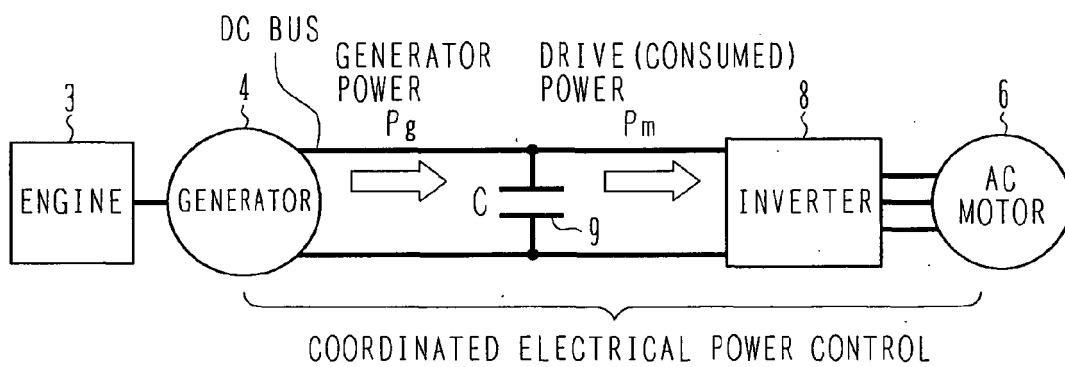 DC BUS
GENERATOR
POWER
Pg
DRIVE(CONSUMED)
POWER
Pm
3
4
8
6
ENGINE
GENERATOR
C
9
INVERTER
AC
MOTOR
COORDINATED ELECTRICAL POWER CONTROL